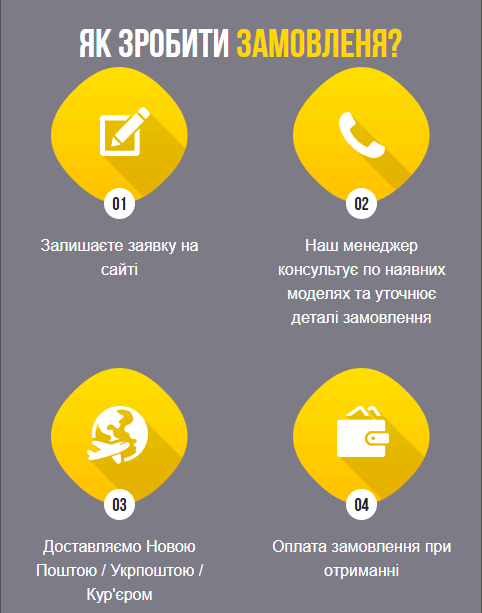 ЯК ЗРОБИТИ ЗАМОВЛЕНЯ?
01
Залишаєте заявку на
сайті
02
Наш менеджер
консультує по наявних
моделях та уточнює
деталі замовлення
03
Доставляємо Новою
Поштою / Укрпоштою /
Кур'єром
04
Оплата замовлення при
отриманні